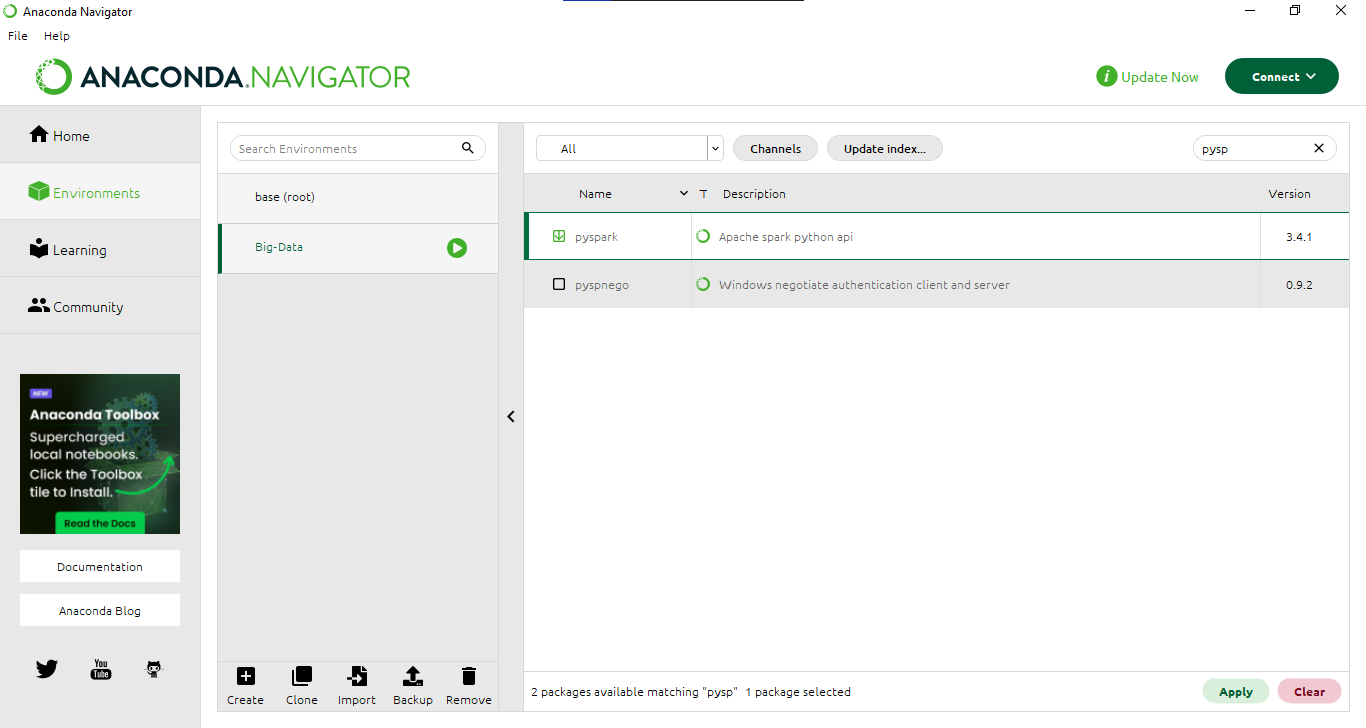 Anaconda Navigator
File Help
ANACONDA.NAVIGATOR
i Update Now
Connect
Home
Environments
Learning
Community
NEW
Anaconda Toolbox
Supercharged
local notebooks.
Click the Toolbox
tile to Install.
Read the Docs
Documentation
Anaconda Blog
You
Tube
Search Environments
base (root)
Big-Data
Create Clone Import Backup Remove
All Channels Update index... pysp
Name T Description Version
pyspark Apache spark python api 3.4.1
pyspnego Windows negotiate authentication client and server 0.9.2
2 packages available matching "pysp" 1 package selected
Apply Clear